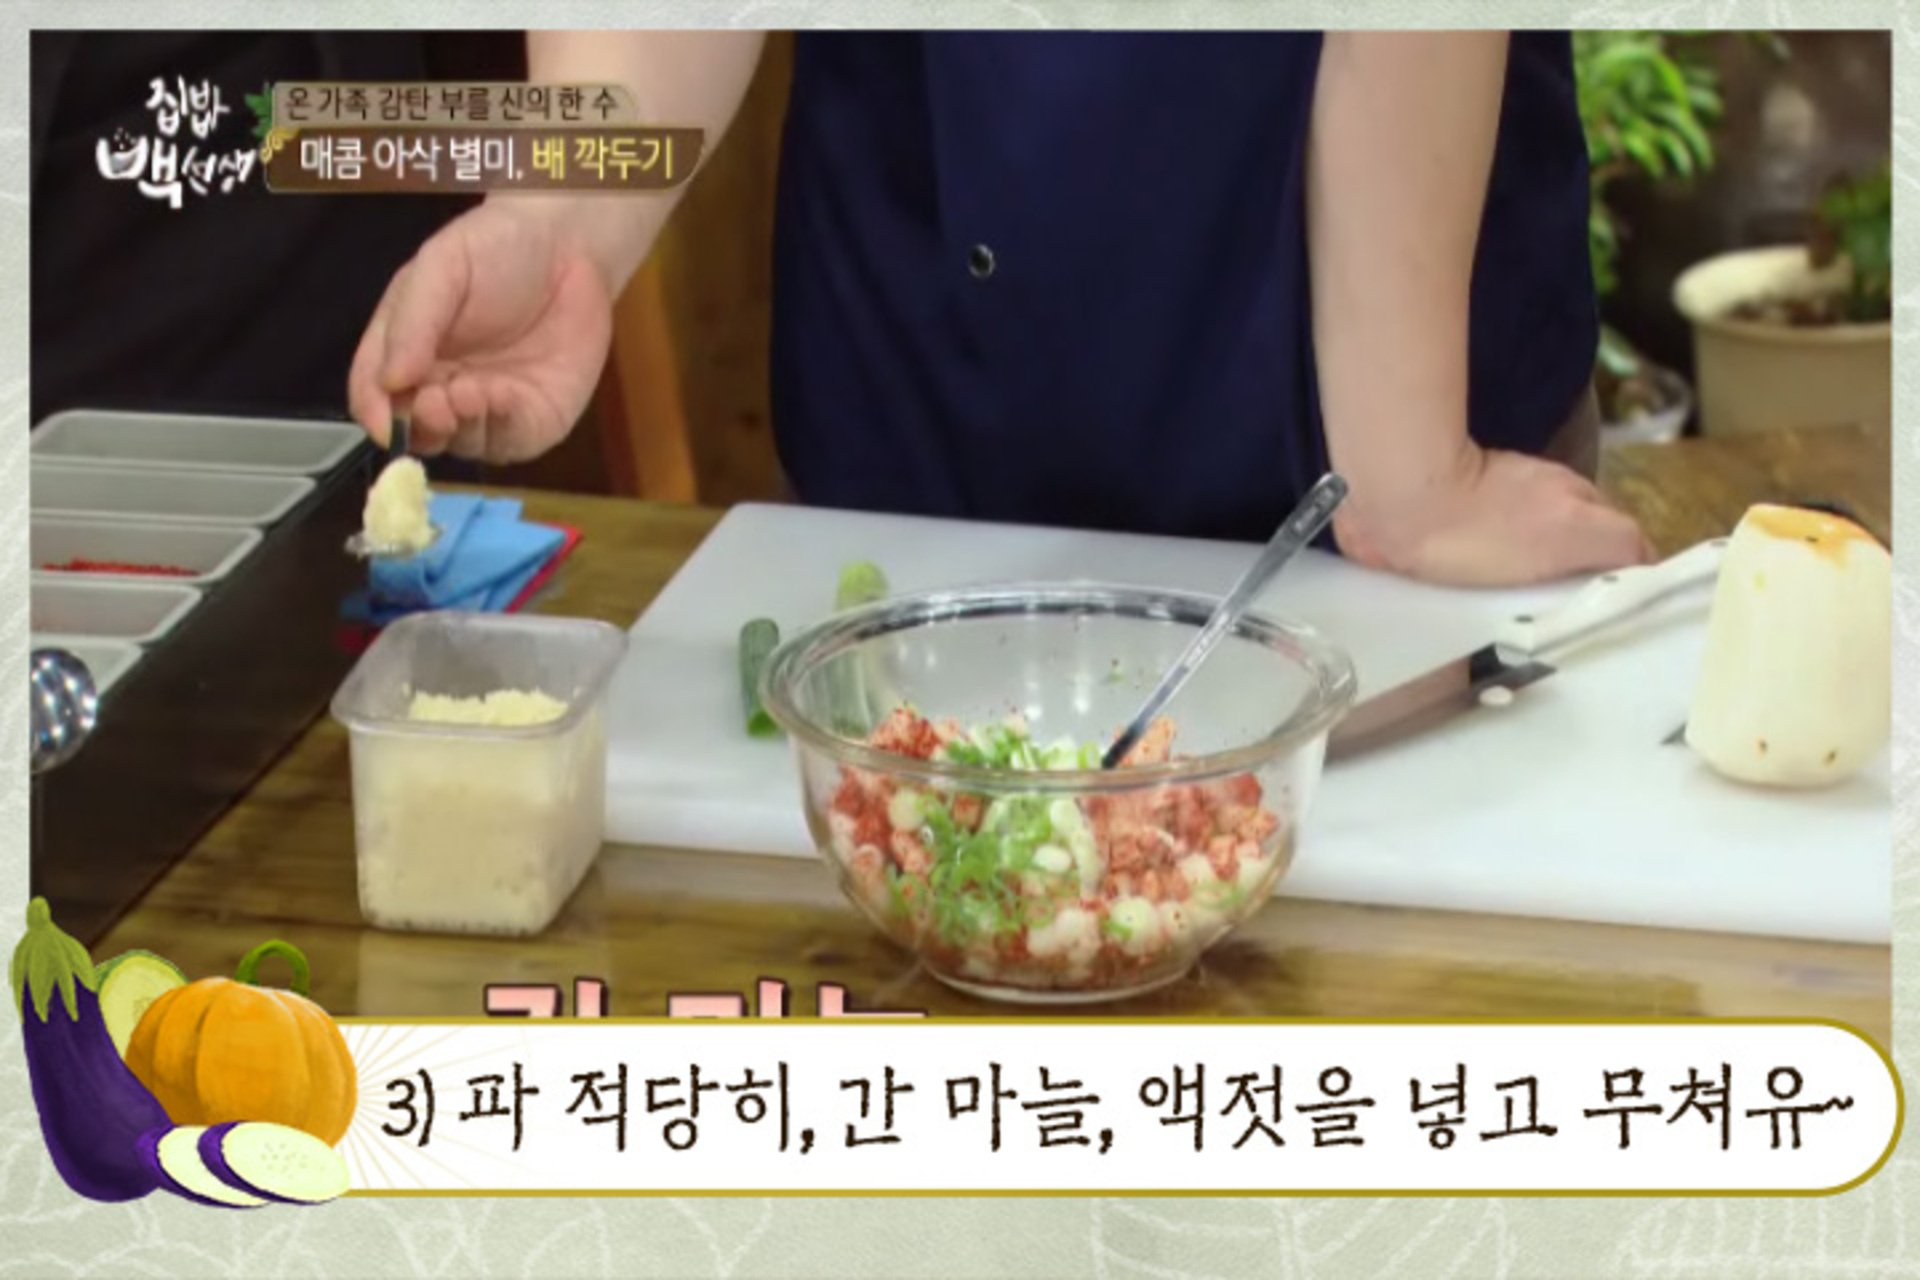 집밥
백선생
온 가족 감탄 부를 신의 한 수
매콤 아삭 별미, 배 깍두기
3) 파 적당히, 간 마늘, 액젓을 넣고 무쳐유~